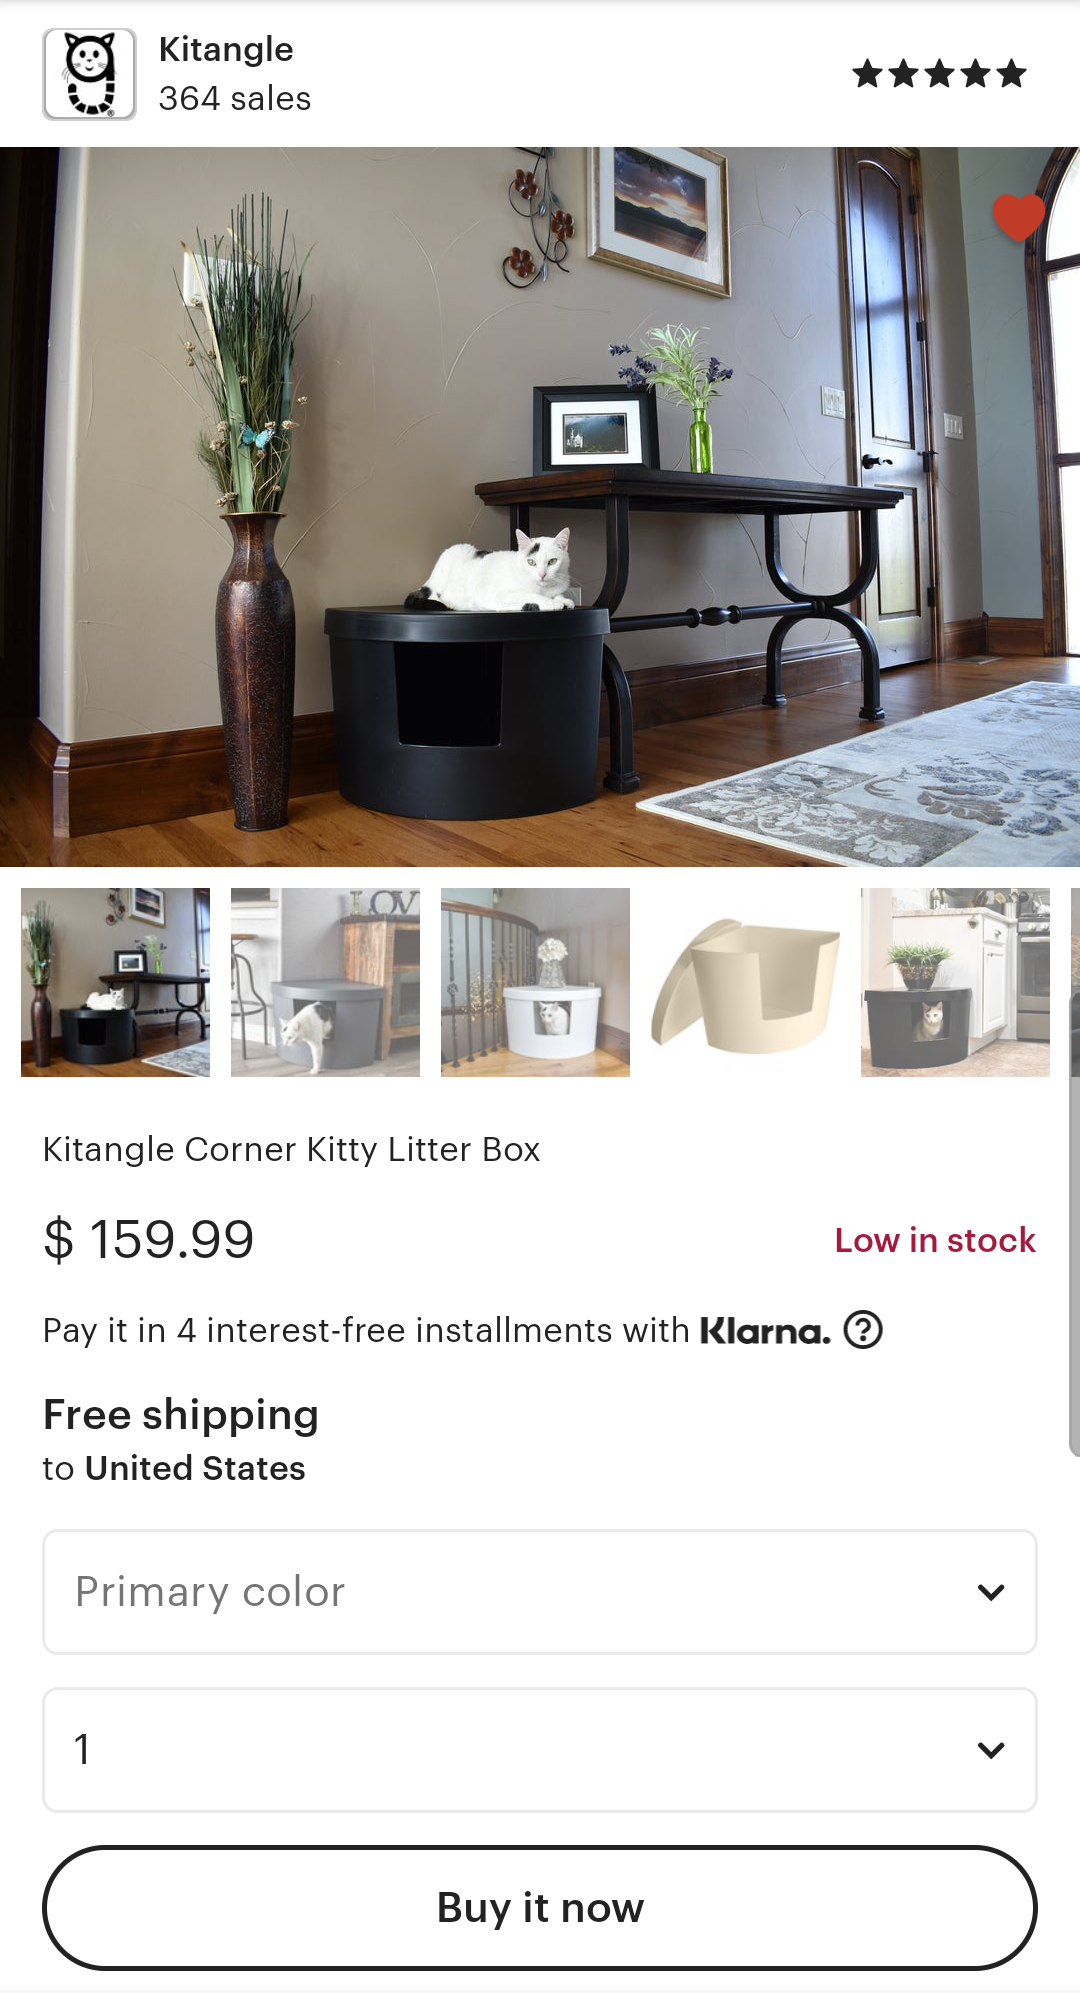 Kitangle
364 sales
LOV
Kitangle Corner Kitty Litter Box
$ 159.99
Low in stock
Pay it in 4 interest-free installments with Klarna. ?
Free shipping
to United States
Primary color
1
Buy it now